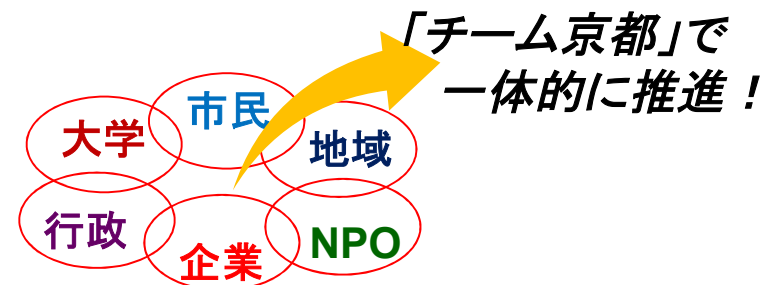 「チーム京都」で
一体的に推進！
市民
大学
地域
行政
企業
NPO